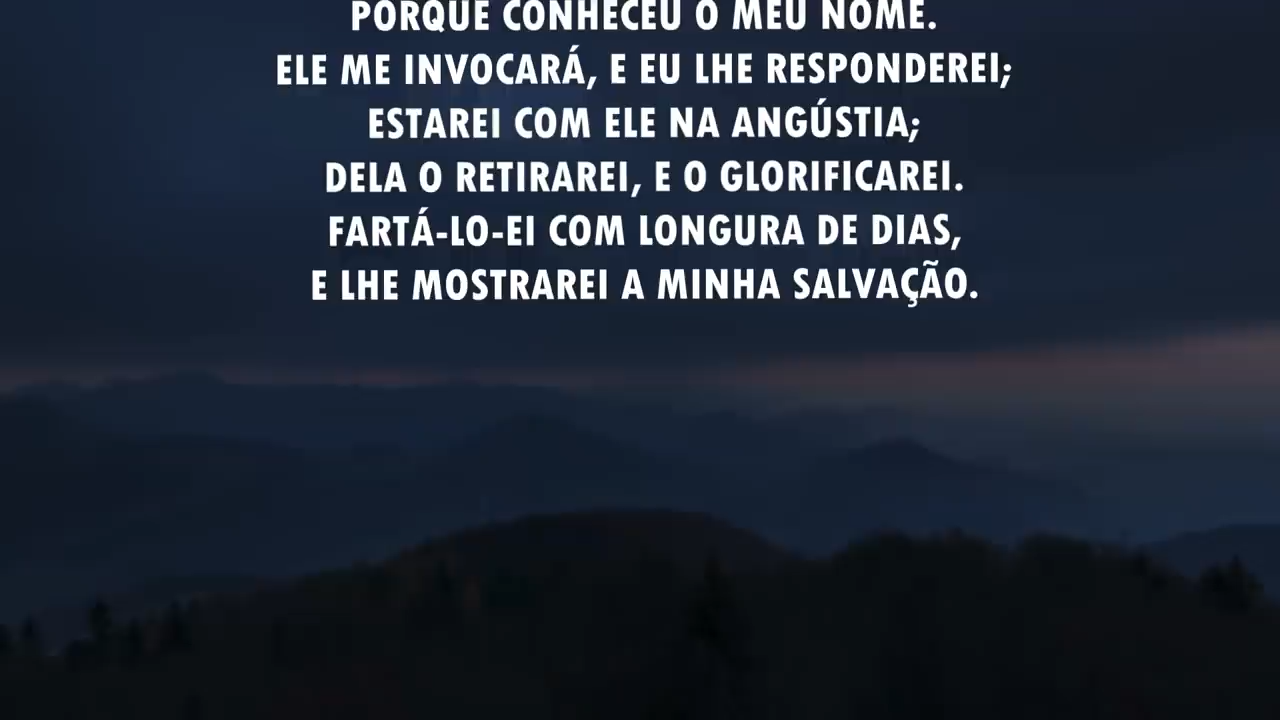 PORQUE CONHECEU O MEU NOME.
ELE ME INVOCARÁ, E EU LHE RESPONDEREI;
ESTAREI COM ELE NA ANGÚSTIA;
DELA O RETIRAREI, E O GLORIFICAREI.
FARTÁ-LO-EI COM LONGURA DE DIAS,
E LHE MOSTRAREI A MINHA SALVAÇÃO.